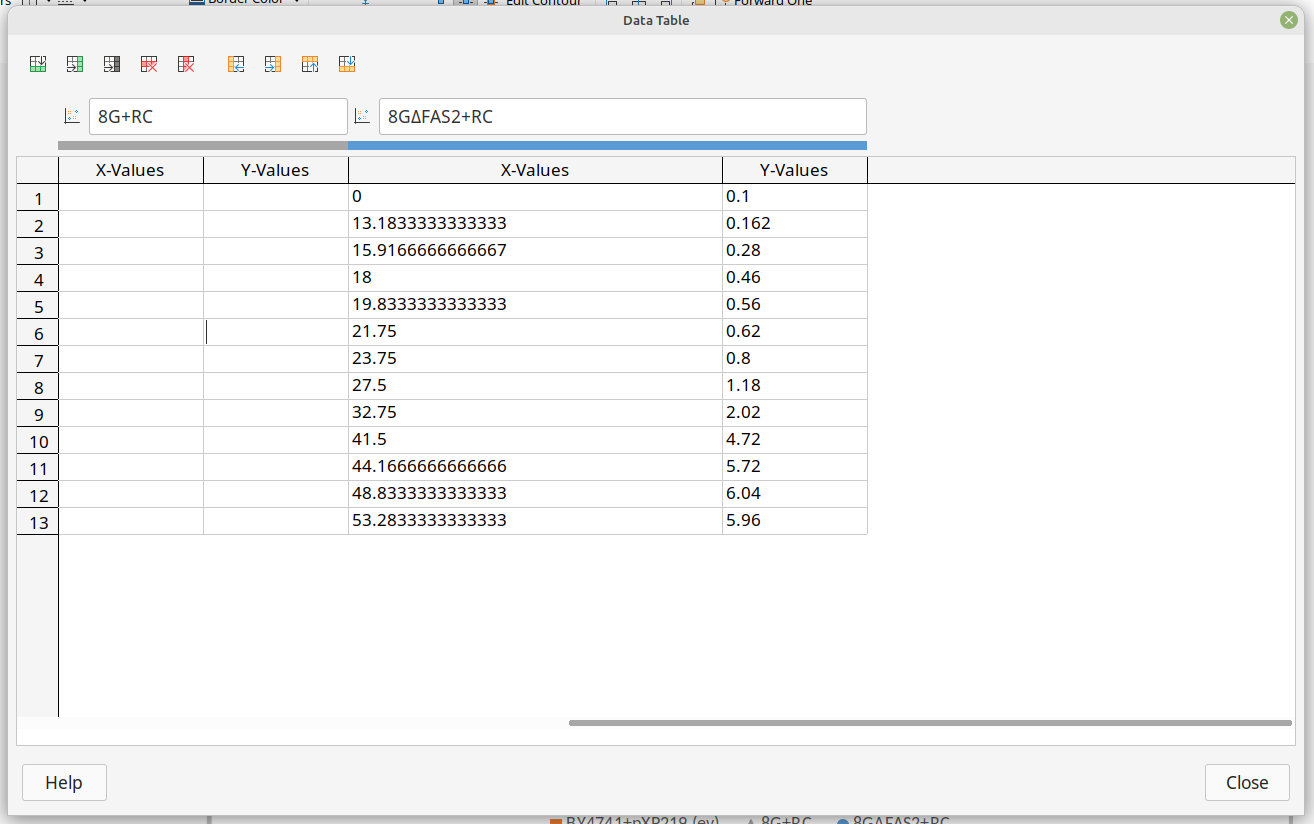 Border Color Edit Contour Forward One
Data Table
8G+RC 8GΔFAS2+RC
X-Values Y-Values X-Values Y-Values
1 0 0.1
2 13.1833333333333 0.162
3 15.9166666666667 0.28
4 18 0.46
5 19.8333333333333 0.56
6 21.75 0.62
7 23.75 0.8
8 27.5 1.18
9 32.75 2.02
10 41.5 4.72
11 44.1666666666666 5.72
12 48.8333333333333 6.04
13 53.2833333333333 5.96
Help Close
8G+RC 8GΔFAS2+RC